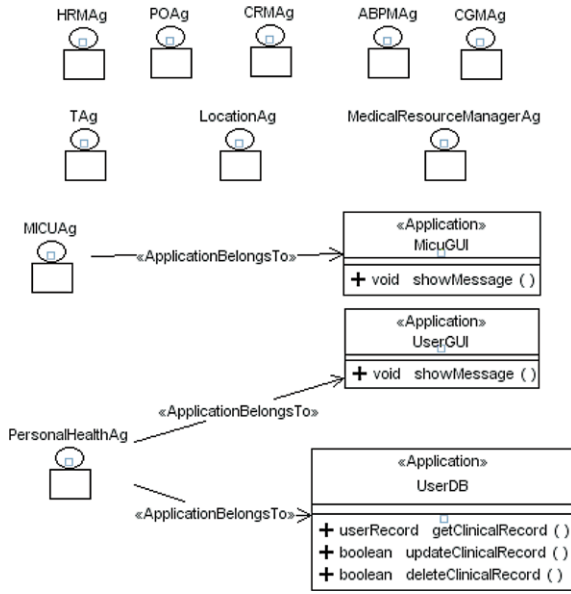 HRMAg POAg CRMAg ABPMAg CGMAg
TAg LocationAg MedicalResourceManagerAg
MICUAg
«ApplicationBelongsTo»
«Application»
MicuGUI
+ void showMessage ( )
«Application»
UserGUI
+ void showMessage ( )
«ApplicationBelongsTo»
PersonalHealthAg
«ApplicationBelongsTo»
«Application»
UserDB
+ userRecord getClinicalRecord ( )
+ boolean updateClinicalRecord ( )
+ boolean deleteClinicalRecord ( )